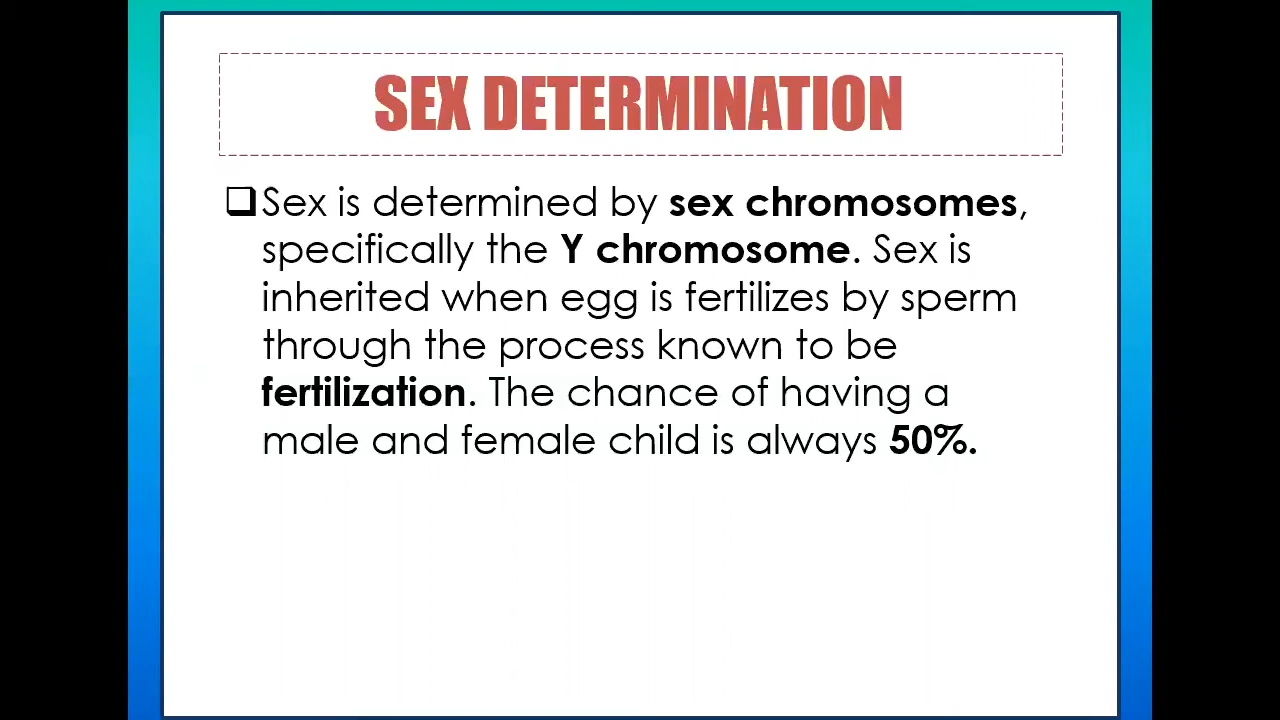 SEX DETERMINATION
Sex is determined by sex chromosomes,
specifically the Y chromosome. Sex is
inherited when egg is fertilizes by sperm
through the process known to be
fertilization. The chance of having a
male and female child is always 50%.